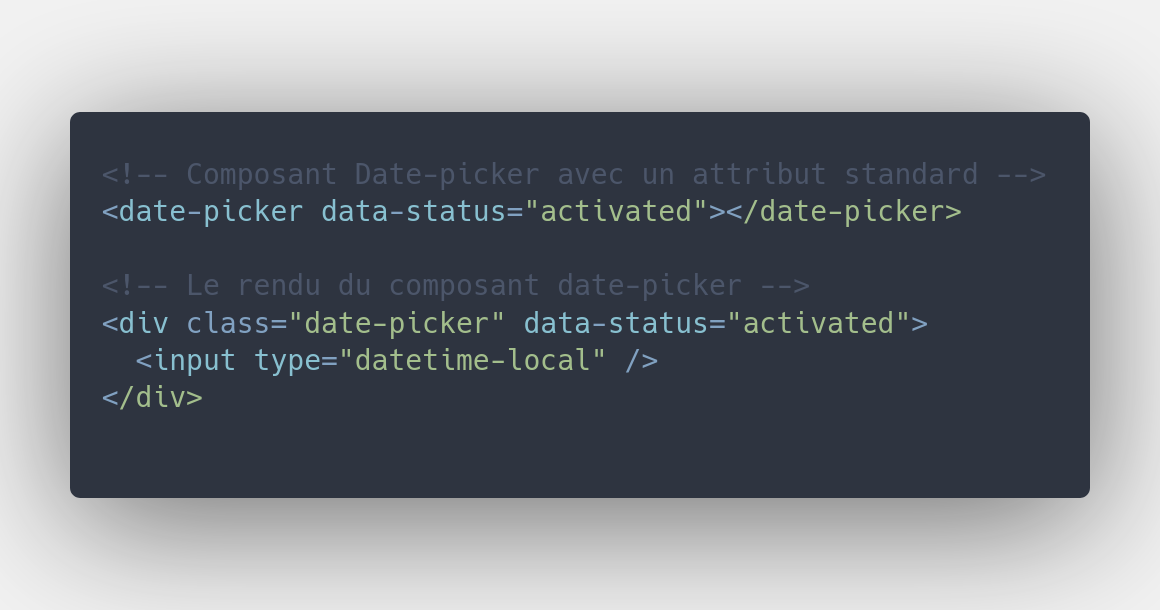 <!-- Composant Date-picker avec un attribut standard -->
<date-picker data-status="activated"></date-picker>
<!-- Le rendu du composant date-picker -->
<div class="date-picker" data-status="activated">
  <input type="datetime-local" />
</div>